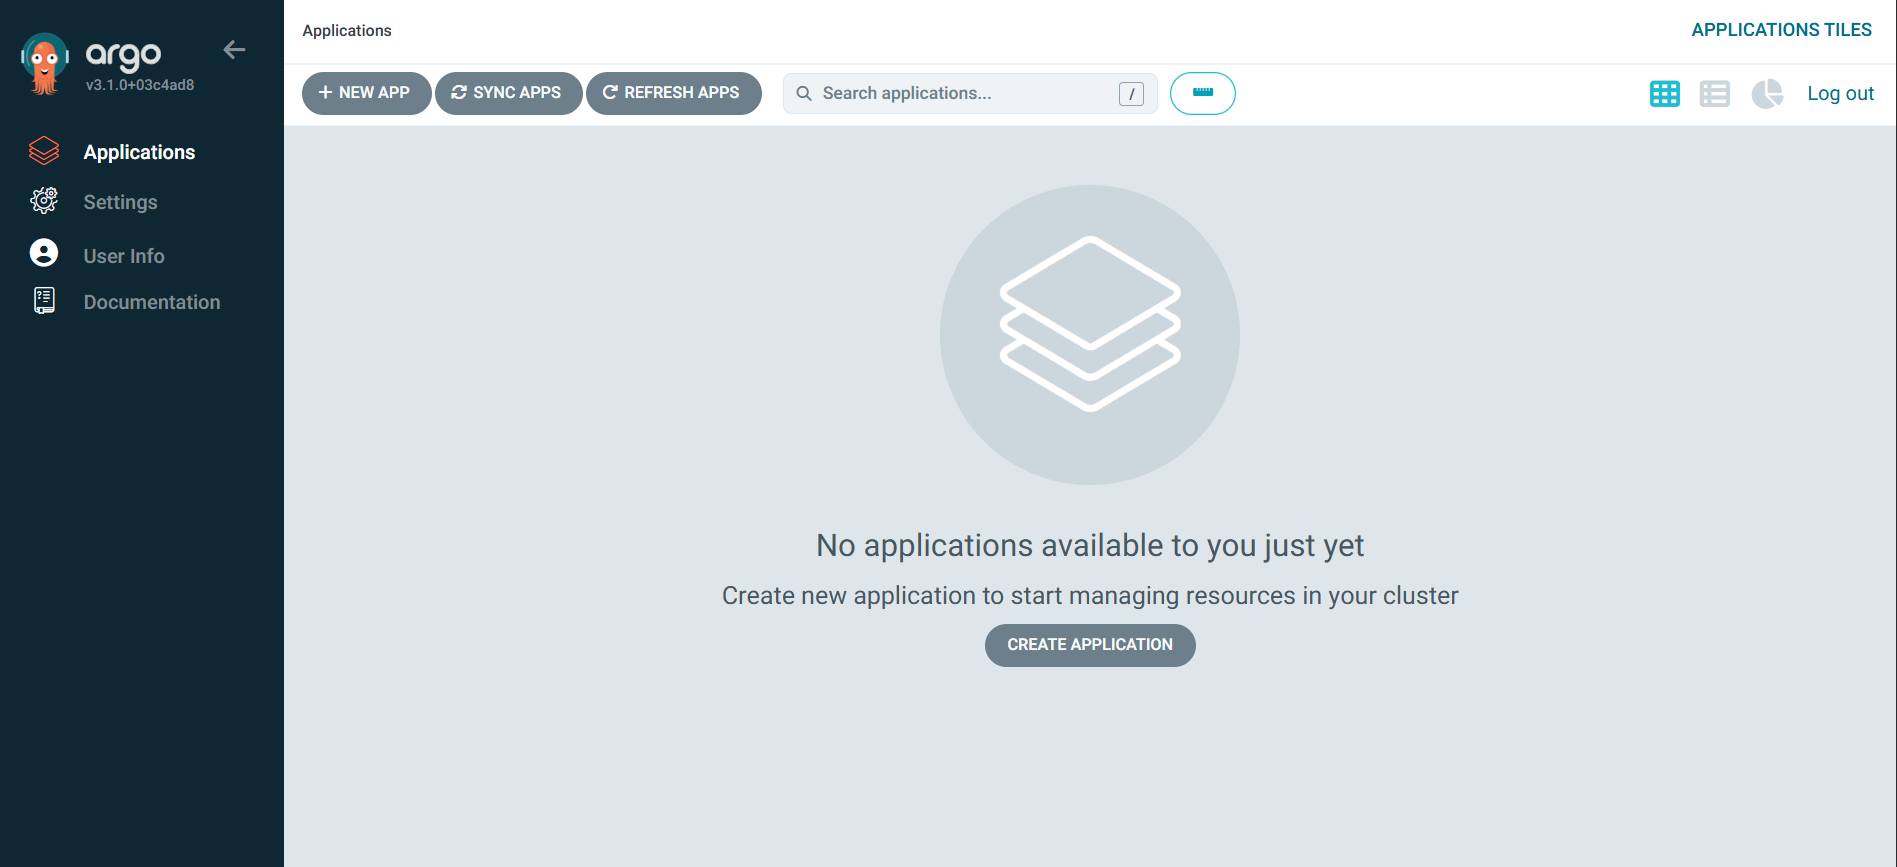 argo
v3.1.0+03c4ad8
Applications
Settings
User Info
Documentation
Applications
APPLICATIONS TILES
NEW APP
SYNC APPS
REFRESH APPS
Search applications...
/
Log out
No applications available to you just yet
Create new application to start managing resources in your cluster
CREATE APPLICATION